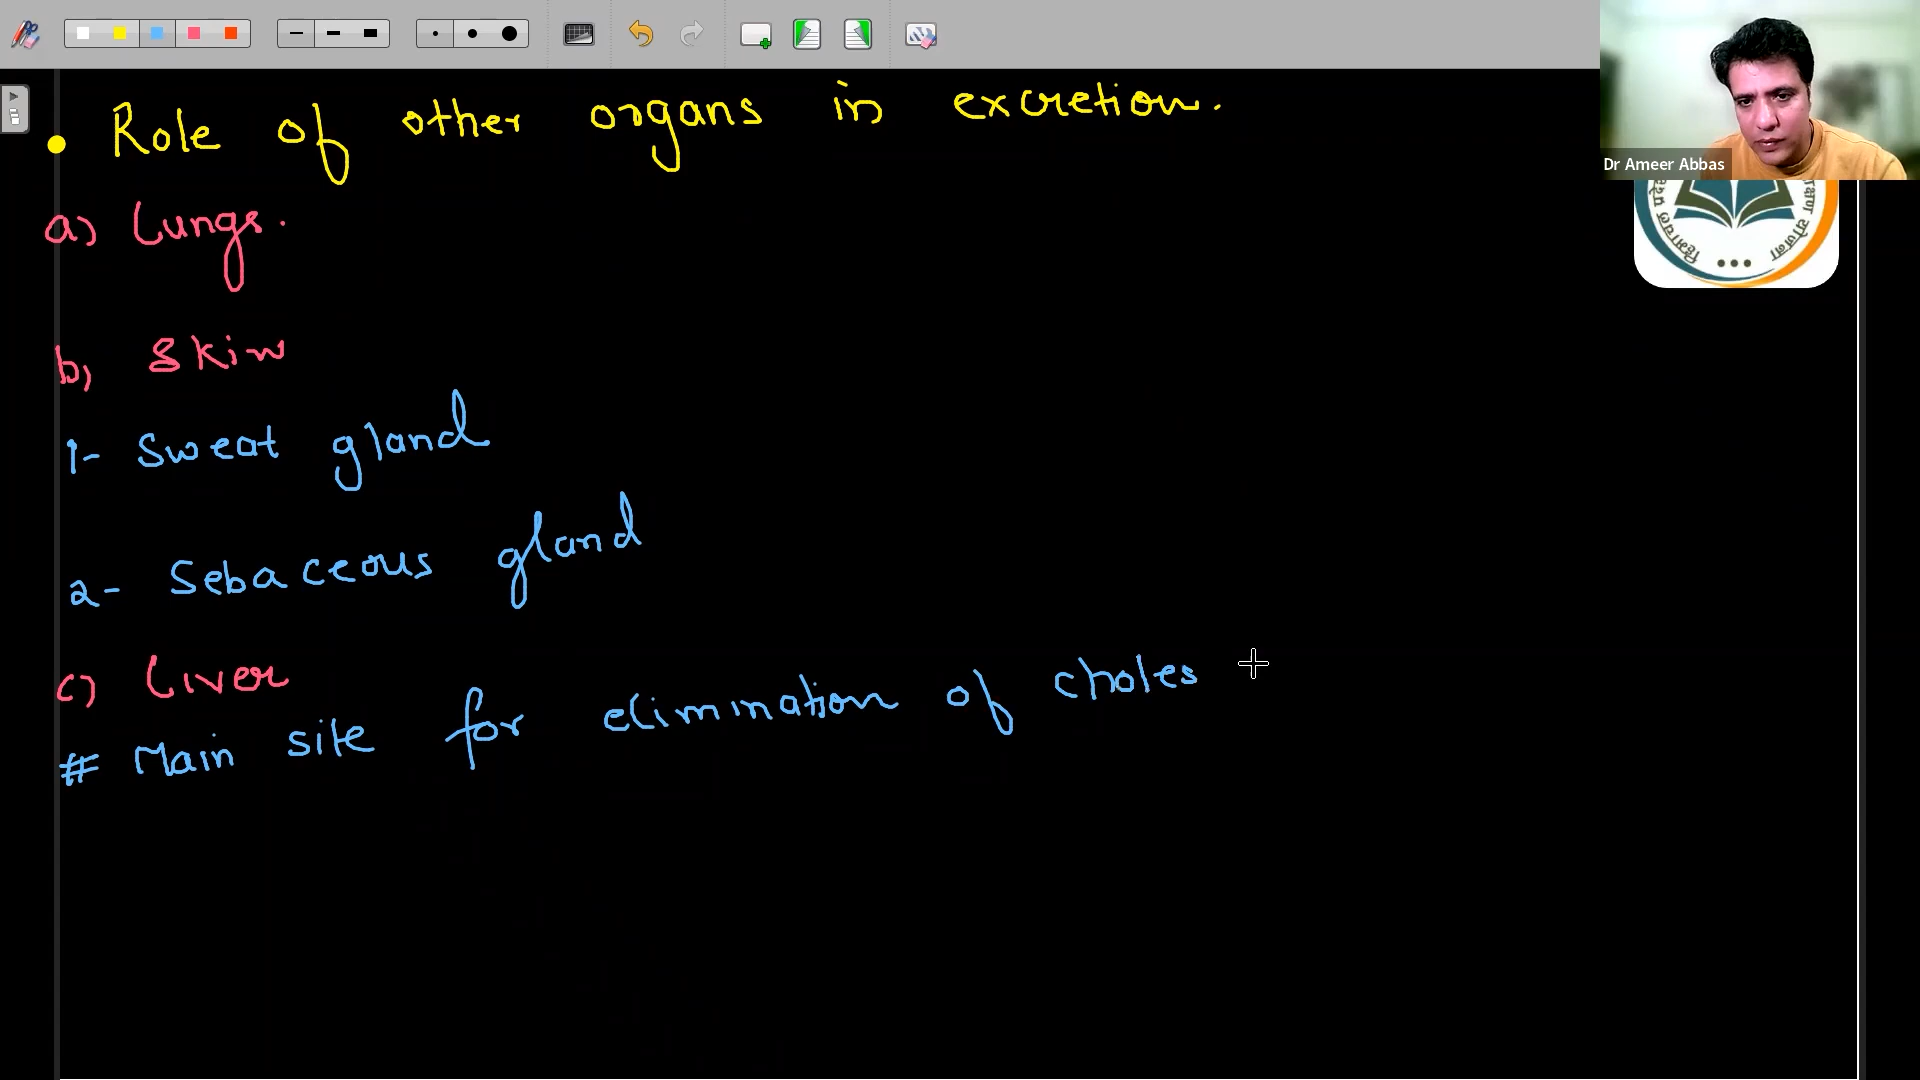 Role of other organs in excretion.
a) Lungs.
b) Skin
1- Sweat gland
2- Sebaceous gland
c) Liver
# Main site for elimination of choles
Dr Ameer Abbas